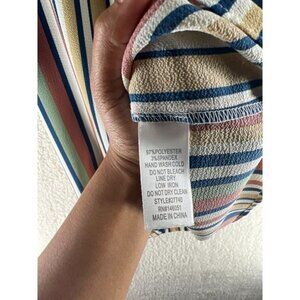 97%POLYESTER
3%SPANDEX
HAND WASH COLD
DO NOT BLEACH
LINE DRY
LOW IRON
DO NOT DRY CLEAN
STYLE#37740
RN#146051
MADE IN CHINA